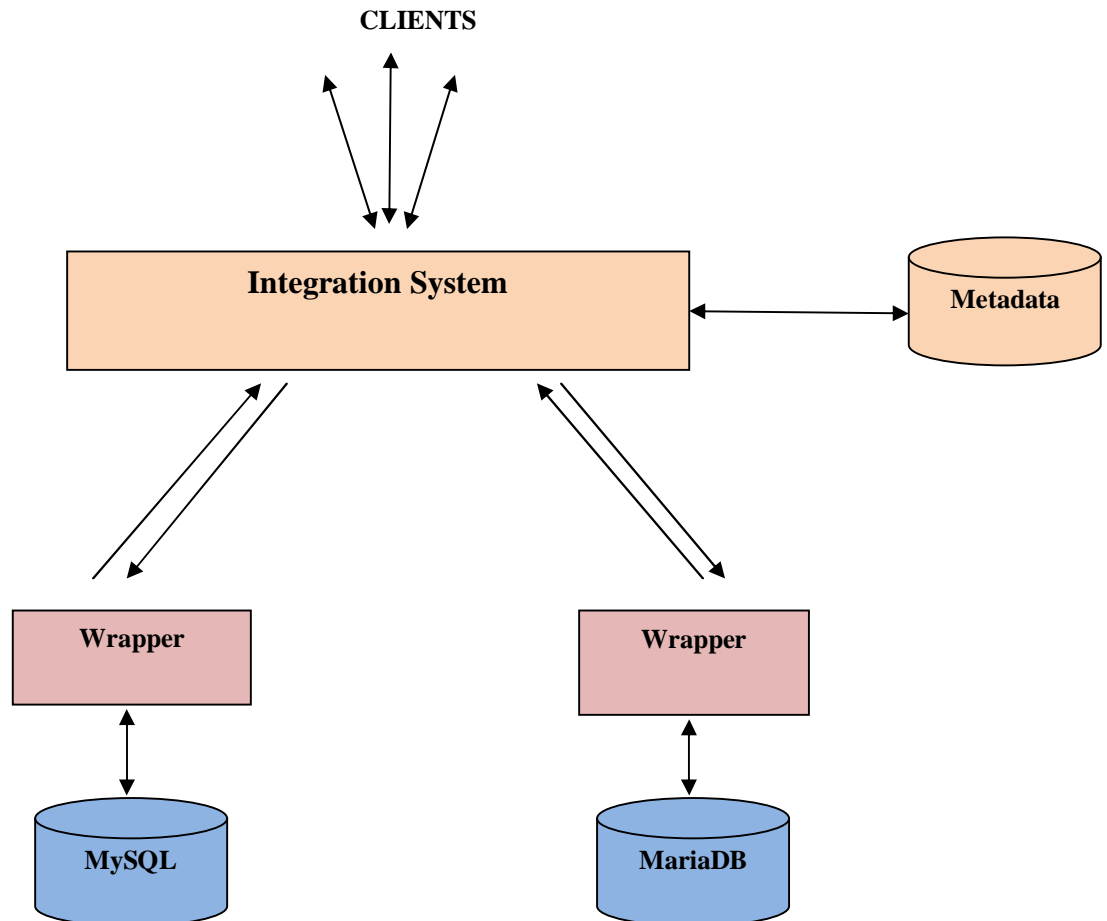 CLIENTS
Integration System
Metadata
Wrapper
Wrapper
MySQL
MariaDB